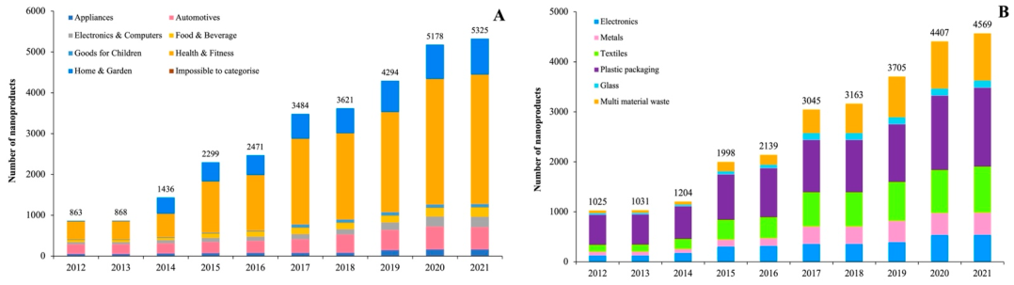 A
Number of nanoproducts
6000
5000
4000
3000
2000
1000
0
Appliances
Automotives
Electronics & Computers
Food & Beverage
Goods for Children
Health & Fitness
Home & Garden
Impossible to categorise
863
868
1436
2299
2471
3484
3621
4294
5178
5325
2012
2013
2014
2015
2016
2017
2018
2019
2020
2021
B
Number of nanoproducts
5000
4000
3000
2000
1000
0
Electronics
Metals
Textiles
Plastic packaging
Glass
Multi material waste
1025
1031
1204
1998
2139
3045
3163
3705
4407
4569
2012
2013
2014
2015
2016
2017
2018
2019
2020
2021